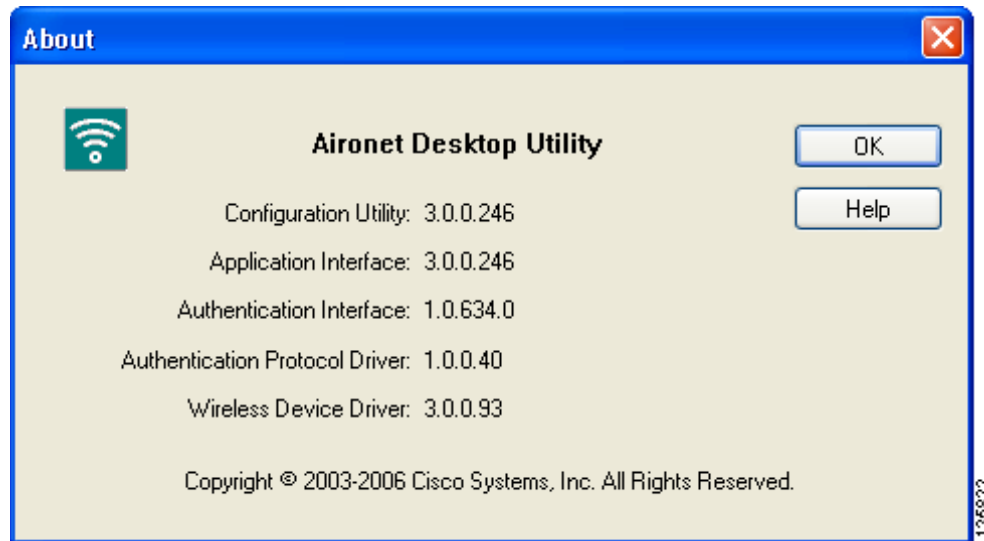 About
Aironet Desktop Utility
OK
Help
Configuration Utility: 3.0.0.246
Application Interface: 3.0.0.246
Authentication Interface: 1.0.634.0
Authentication Protocol Driver: 1.0.0.40
Wireless Device Driver: 3.0.0.93
Copyright © 2003-2006 Cisco Systems, Inc. All Rights Reserved.